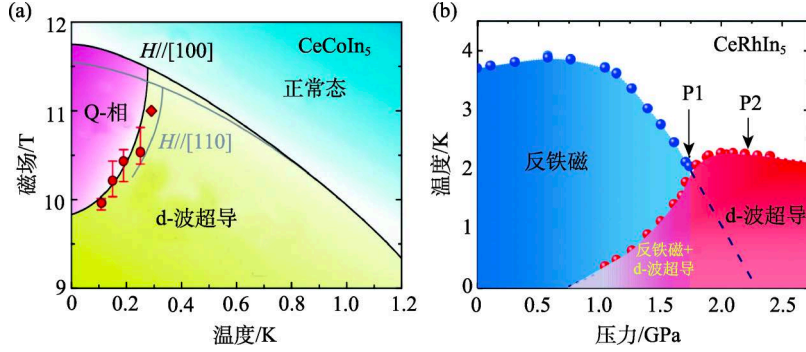 (a)
12
11
10
9
磁场/T
H//[100]
CeCoIn₅
正常态
Q-相
H//[110]
d-波超导
0
0.2
0.4
0.6
0.8
1.0
1.2
温度/K
(b)
4
3
2
1
0
温度/K
CeRhIn₅
P1
P2
反铁磁
反铁磁+
d-波超导
d-波超导
0
0.5
1.0
1.5
2.0
2.5
压力/GPa